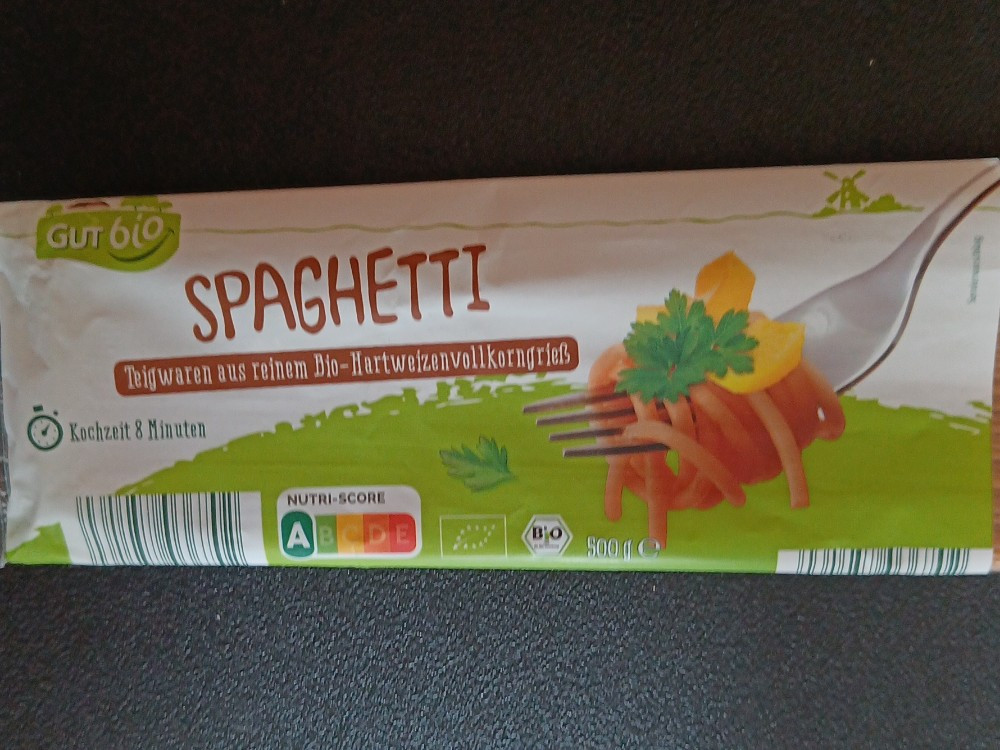 GUT bio
SPAGHETTI
Teigwaren aus reinem Bio-Hartweizenvollkorngrieß
Kochzeit 8 Minuten
NUTRI-SCORE
A B C D E
BIO
500 g ℮